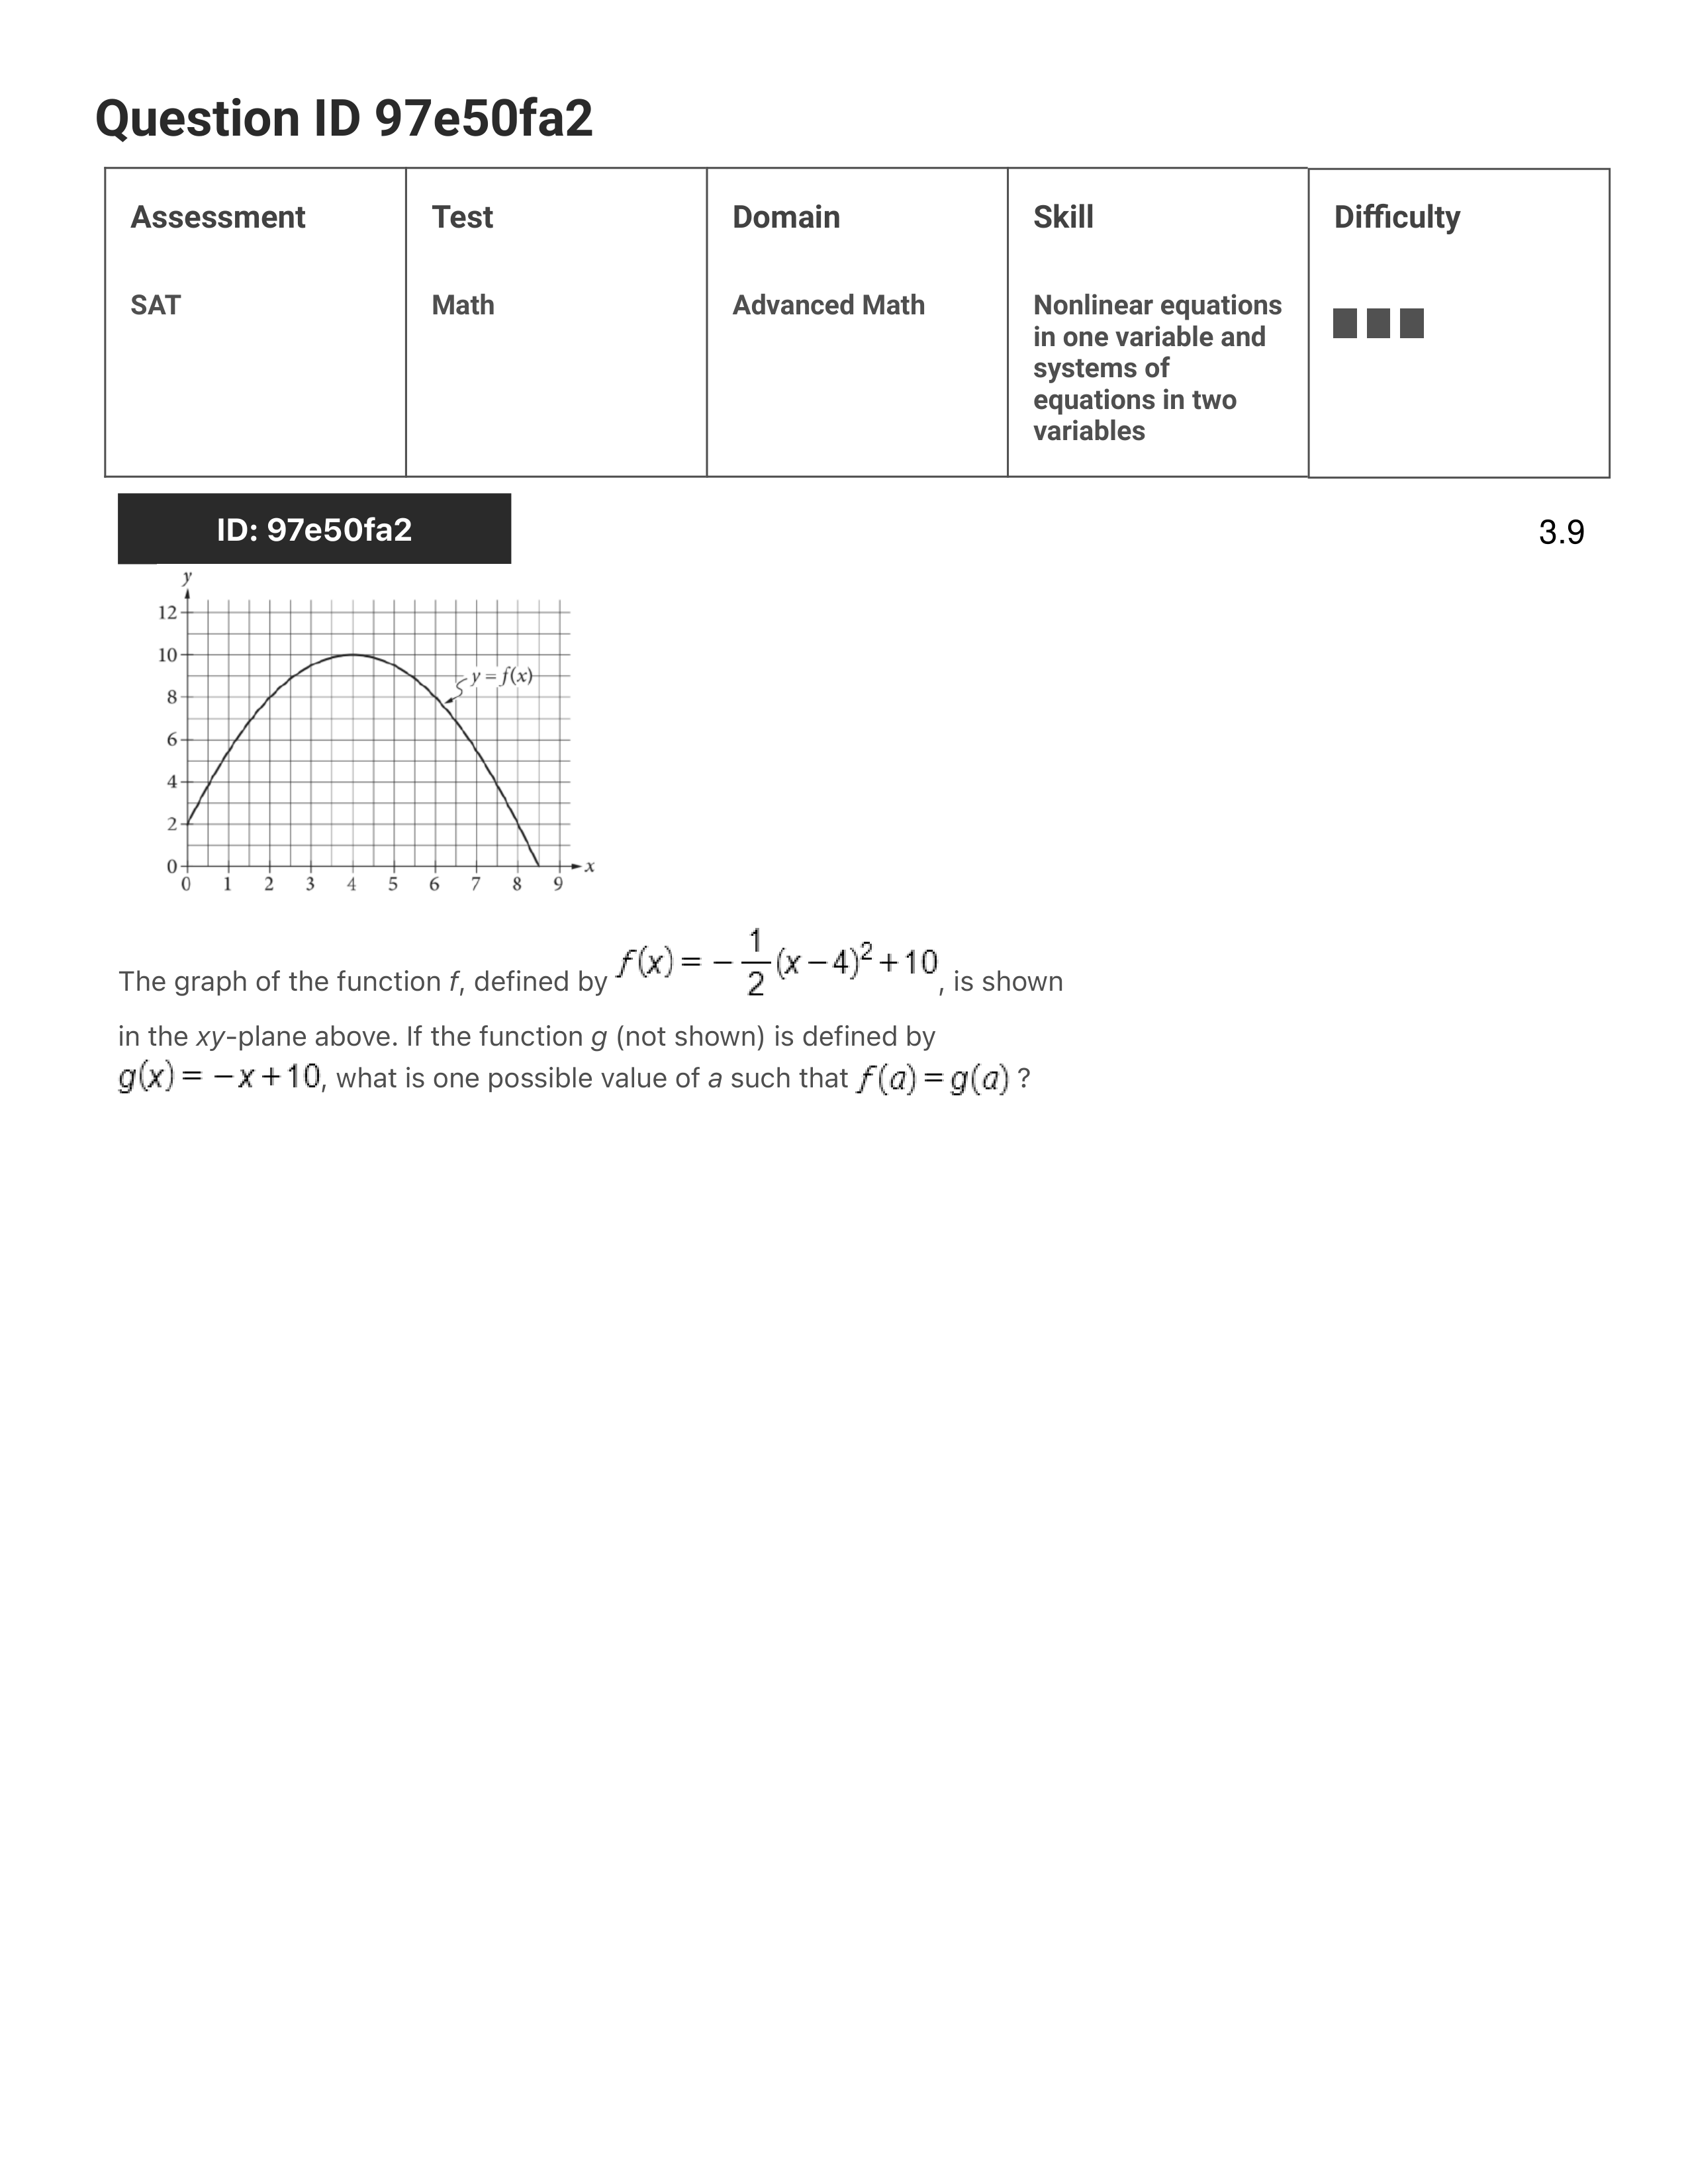 Question ID 97e50fa2
Assessment Test Domain Skill Difficulty
SAT Math Advanced Math Nonlinear equations
in one variable and
systems of
equations in two
variables
ID: 97e50fa2 3.9
y
12
10
y = f(x)
8
6
4
2
0 x
0 1 2 3 4 5 6 7 8 9
The graph of the function f, defined by f(x) = −1/2(x−4)²+10, is shown
in the xy-plane above. If the function g (not shown) is defined by
g(x) = −x+10, what is one possible value of a such that f(a) = g(a) ?